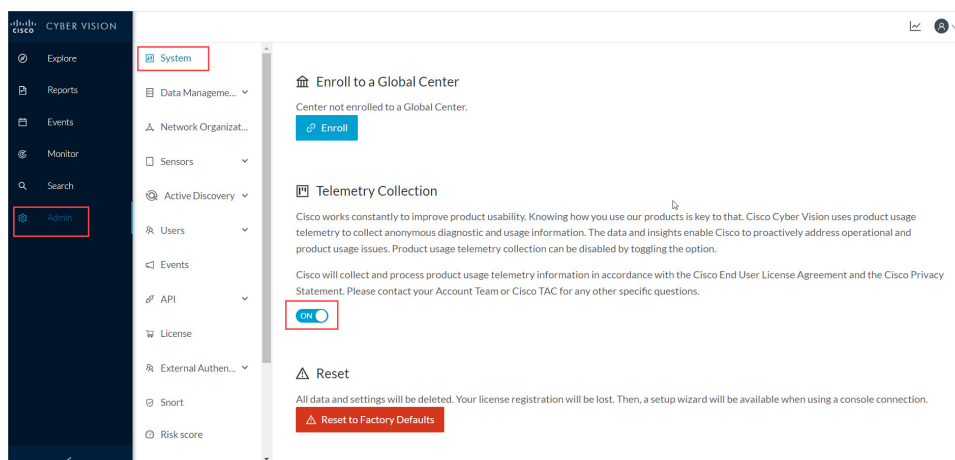 CISCO CYBER VISION
Explore
Reports
Events
Monitor
Search
Admin
System
Data Manageme...
Network Organizat...
Sensors
Active Discovery
Users
Events
API
License
External Authen...
Snort
Risk score
Enroll to a Global Center
Center not enrolled to a Global Center.
Enroll
Telemetry Collection
Cisco works constantly to improve product usability. Knowing how you use our products is key to that. Cisco Cyber Vision uses product usage
telemetry to collect anonymous diagnostic and usage information. The data and insights enable Cisco to proactively address operational and
product usage issues. Product usage telemetry collection can be disabled by toggling the option.
Cisco will collect and process product usage telemetry information in accordance with the Cisco End User License Agreement and the Cisco Privacy
Statement. Please contact your Account Team or Cisco TAC for any other specific questions.
ON
Reset
All data and settings will be deleted. Your license registration will be lost. Then, a setup wizard will be available when using a console connection.
Reset to Factory Defaults